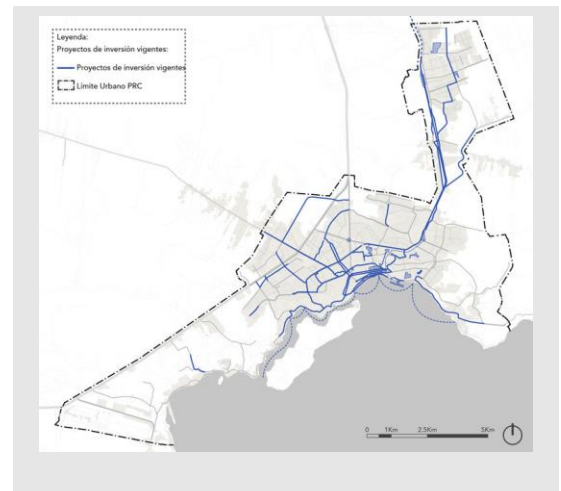 Leyenda:
Proyectos de inversión vigentes:
Proyectos de inversión vigentes
Límite Urbano PRC
0 1Km 2.5Km 5Km